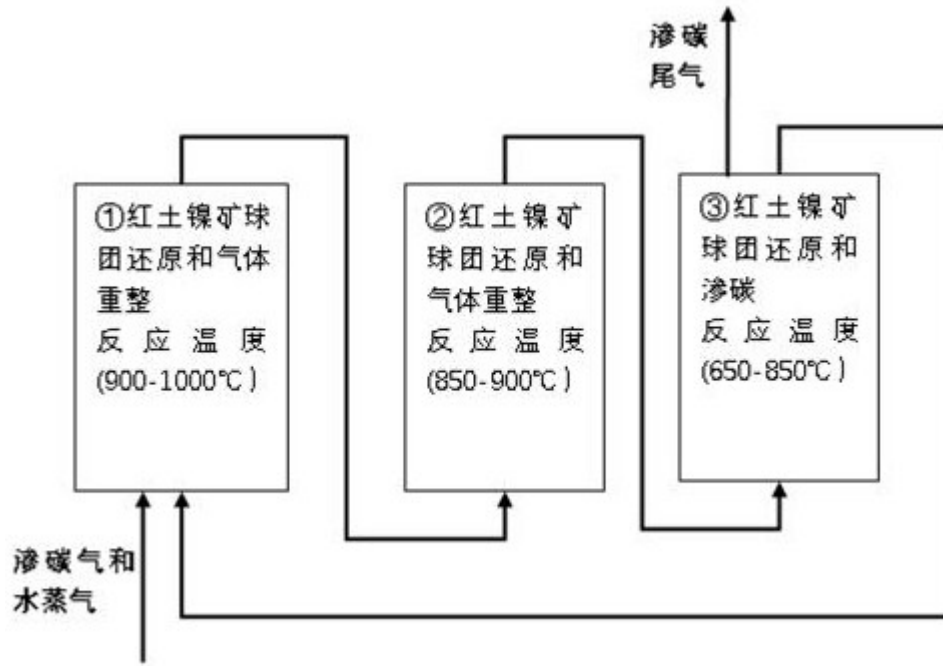 渗碳
尾气
①红土镍矿球
团还原和气体
重整
反应温度
(900-1000℃)
②红土镍矿
球团还原和
气体重整
反应温度
(850-900℃)
③红土镍矿
球团还原和
渗碳
反应温度
(650-850℃)
渗碳气和
水蒸气